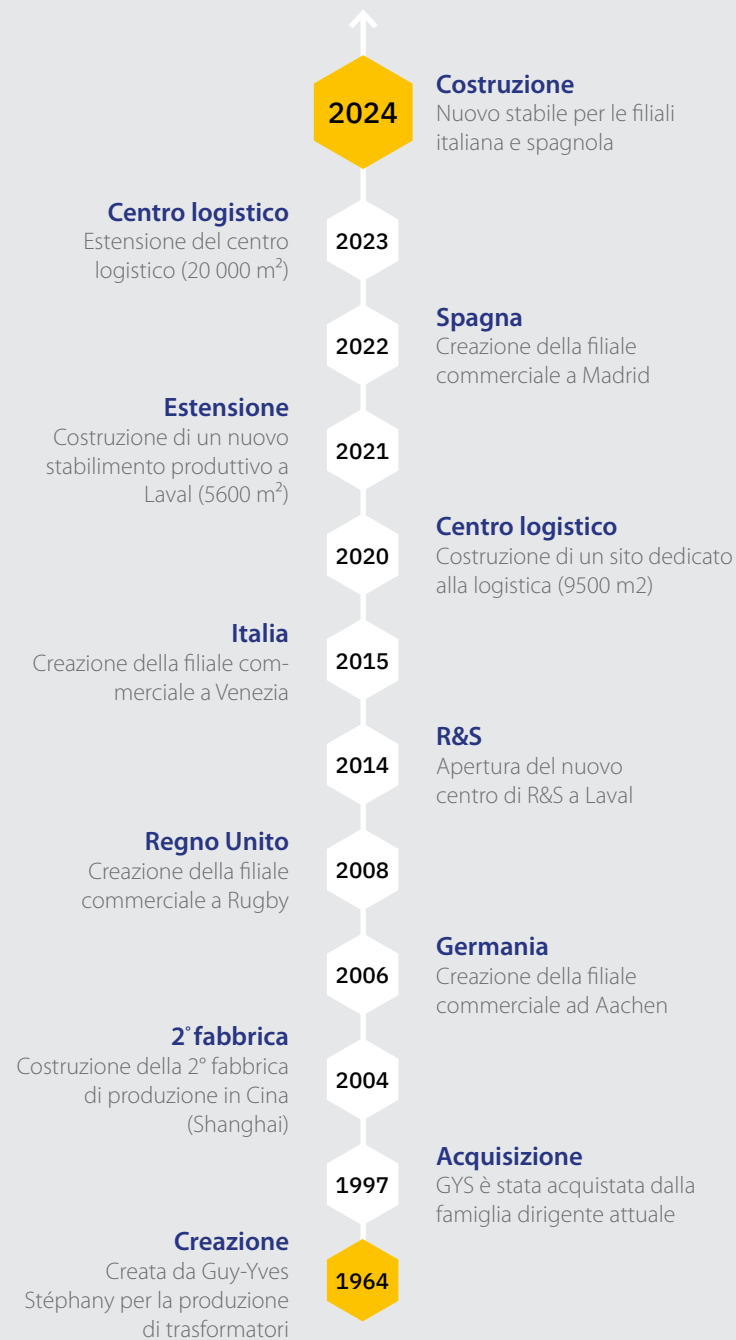 2024
Costruzione
Nuovo stabile per le filiali
italiana e spagnola
Centro logistico
Estensione del centro
logistico (20 000 m²)
2023
Spagna
Creazione della filiale
commerciale a Madrid
2022
Estensione
Costruzione di un nuovo
stabilimento produttivo a
Laval (5600 m²)
2021
Centro logistico
Costruzione di un sito dedicato
alla logistica (9500 m2)
2020
Italia
Creazione della filiale com-
merciale a Venezia
2015
R&S
Apertura del nuovo
centro di R&S a Laval
2014
Regno Unito
Creazione della filiale
commerciale a Rugby
2008
Germania
Creazione della filiale
commerciale ad Aachen
2006
2° fabbrica
Costruzione della 2° fabbrica
di produzione in Cina
(Shanghai)
2004
Acquisizione
GYS è stata acquistata dalla
famiglia dirigente attuale
1997
Creazione
Creata da Guy-Yves
Stéphany per la produzione
di trasformatori
1964